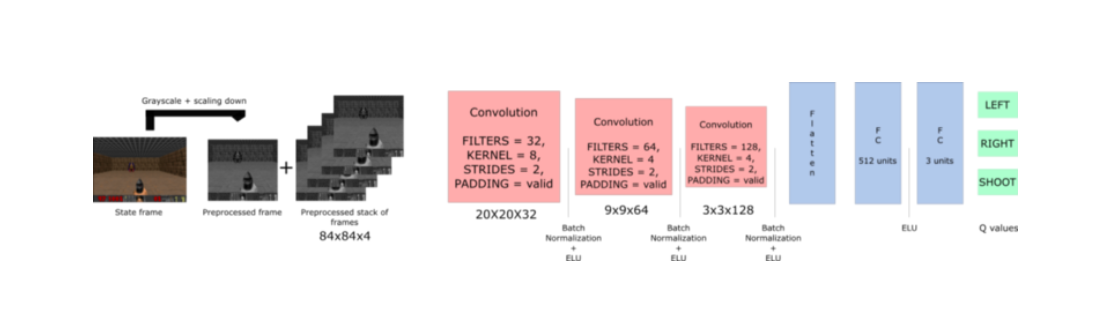 Grayscale + scaling down
+
State frame
Preprocessed frame
Preprocessed stack of
frames
84x84x4
Convolution
FILTERS = 32,
KERNEL = 8,
STRIDES = 2,
PADDING = valid
20X20X32
Batch
Normalization
+
ELU
Convolution
FILTERS = 64,
KERNEL = 4
STRIDES = 2,
PADDING = valid
9x9x64
Batch
Normalization
+
ELU
Convolution
FILTERS = 128,
KERNEL = 4,
STRIDES = 2,
PADDING = valid
3x3x128
Batch
Normalization
+
ELU
F
l
a
t
t
e
n
F
C
512 units
ELU
F
C
3 units
LEFT
RIGHT
SHOOT
Q values